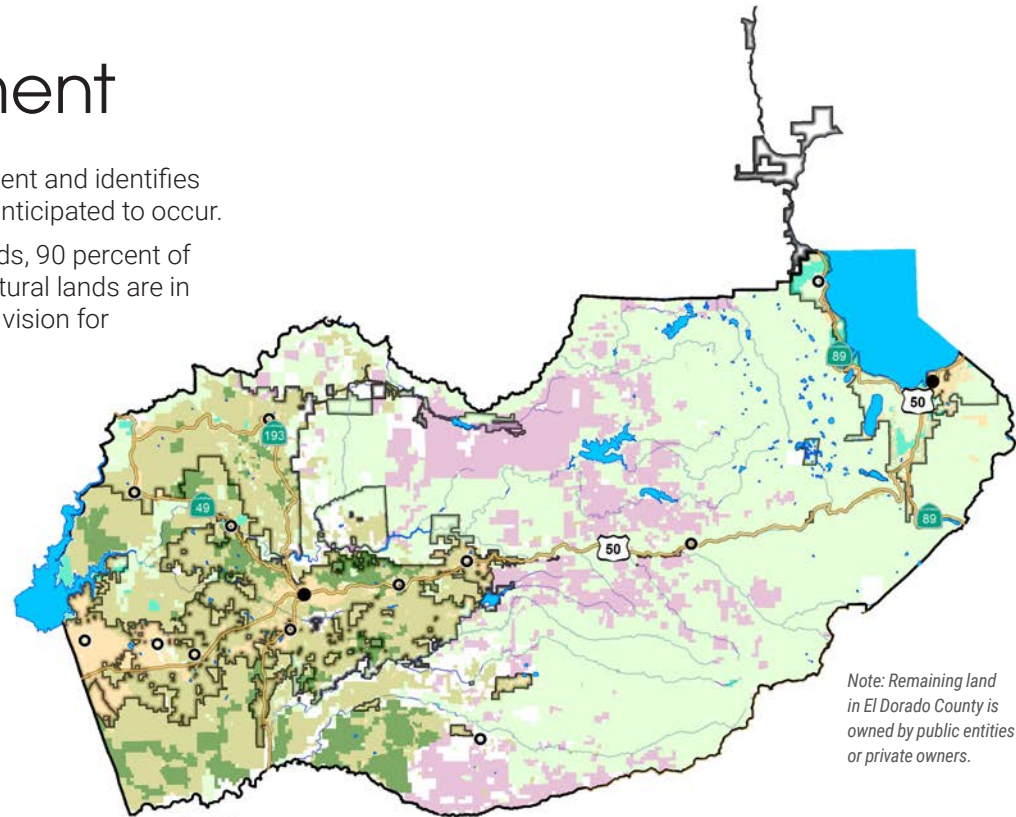 nent
ent and identifies
nticipated to occur.
ds, 90 percent of
tural lands are in
vision for
89
50
193
49
50
89
Note: Remaining land
in El Dorado County is
owned by public entities
or private owners.